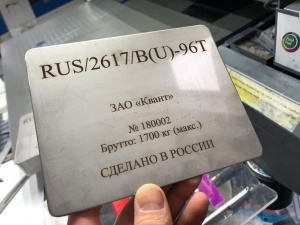 RUS/2617/B(U)-96T
ЗАО «Квант»
№ 180002
Брутто: 1700 кг (макс.)
СДЕЛАНО В РОССИИ